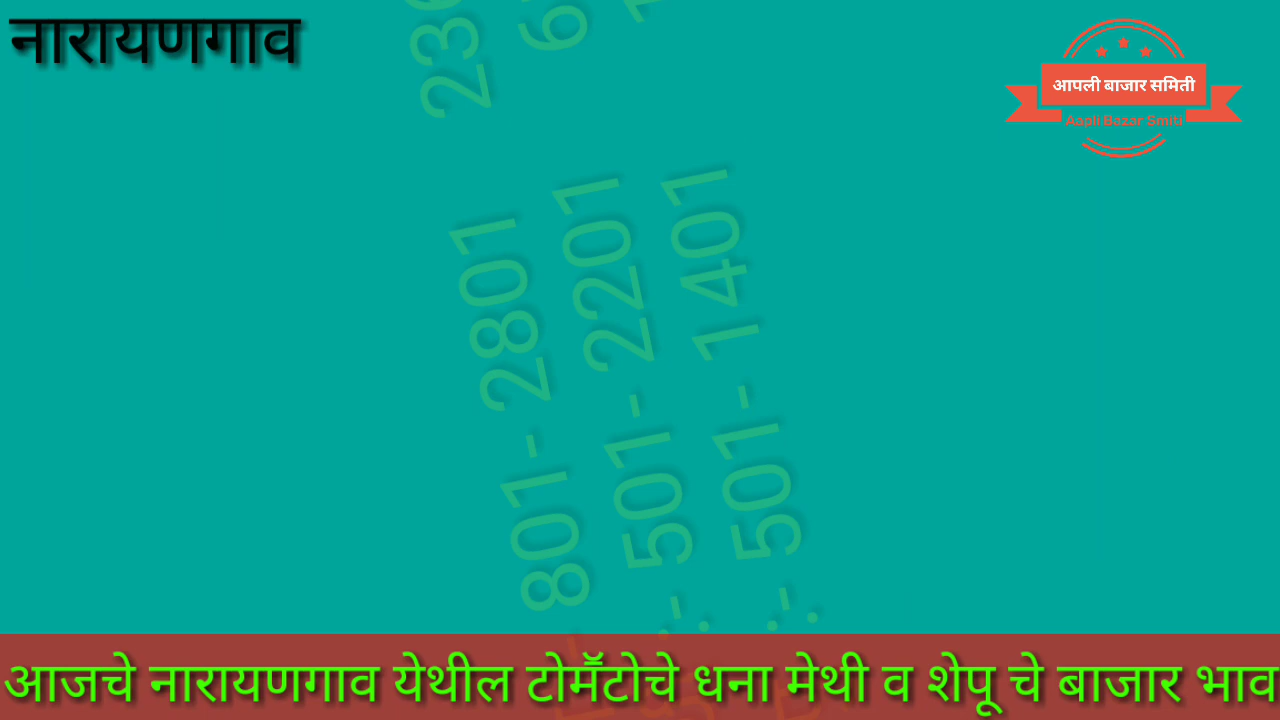 नारायणगाव
आपली बाजार समिती
Aapli Bazar Smiti
801- 2801
501 - 2201
501 - 1401
आजचे नारायणगाव येथील टोमॅटोचे धना मेथी व शेपू चे बाजार भाव